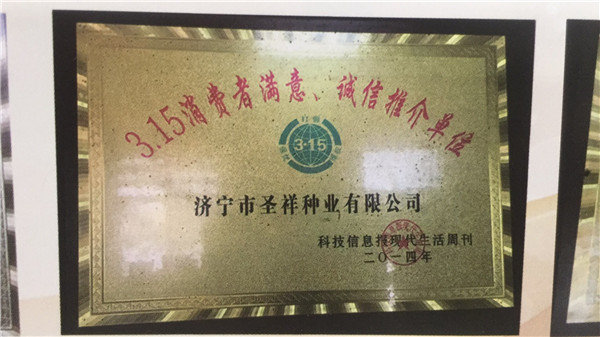 3.15消费者满意、诚信推介单位
3·15
济宁市圣祥种业有限公司
科技信息报现代生活周刊
二〇一四年